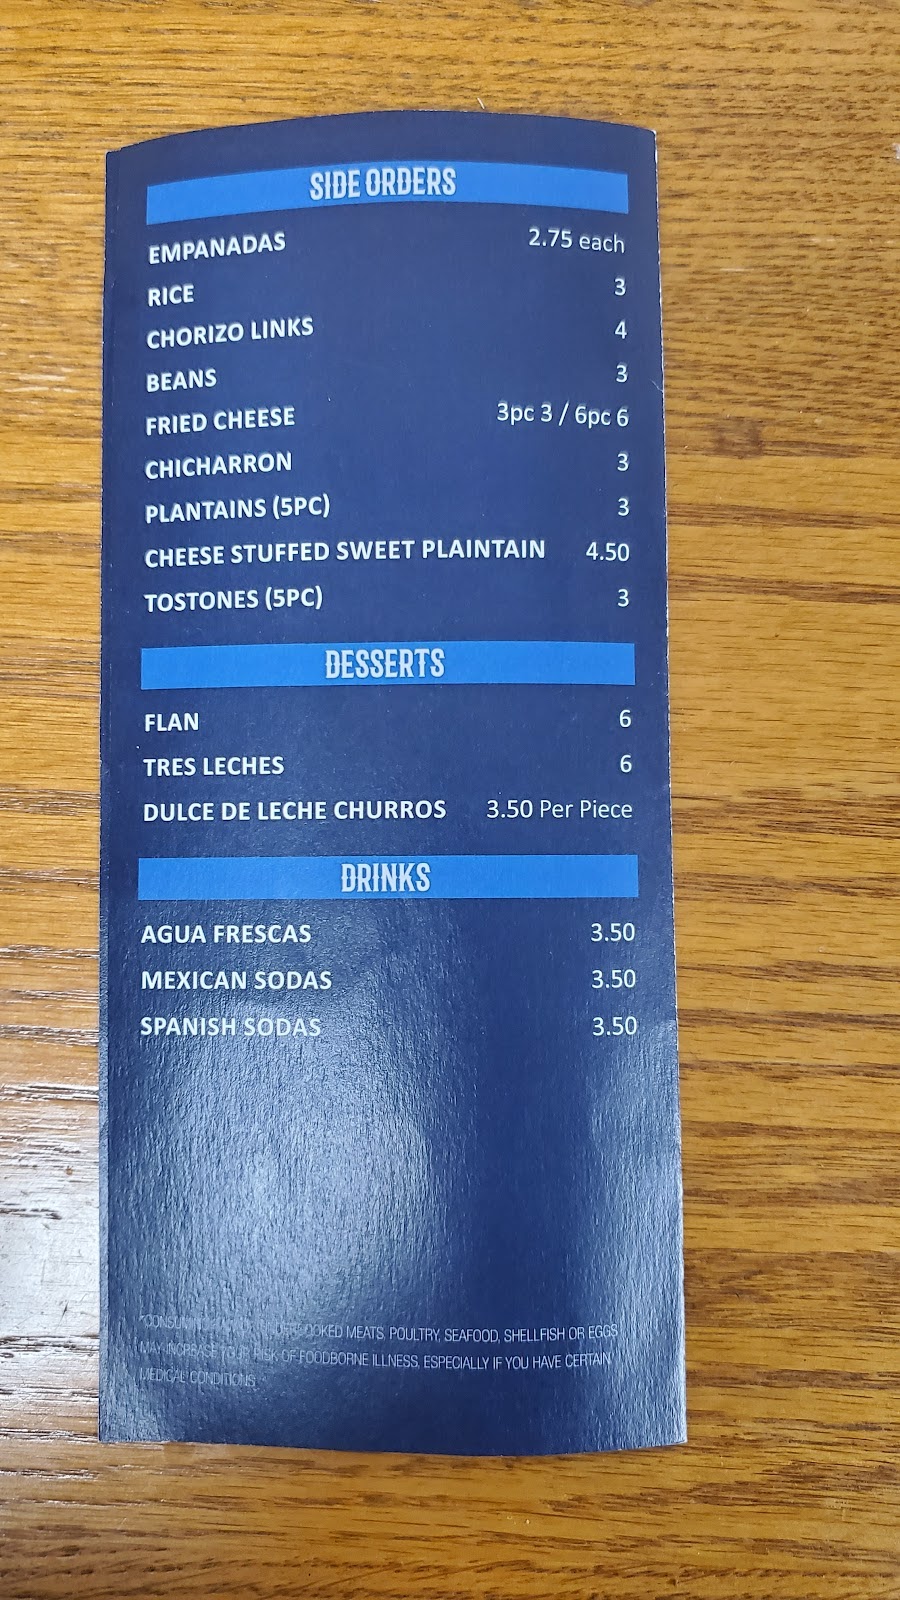 SIDE ORDERS
EMPANADAS 2.75 each
RICE 3
CHORIZO LINKS 4
BEANS 3
FRIED CHEESE 3pc 3 / 6pc 6
CHICHARRON 3
PLANTAINS (5PC) 3
CHEESE STUFFED SWEET PLAINTAIN 4.50
TOSTONES (5PC) 3
DESSERTS
FLAN 6
TRES LECHES 6
DULCE DE LECHE CHURROS 3.50 Per Piece
DRINKS
AGUA FRESCAS 3.50
MEXICAN SODAS 3.50
SPANISH SODAS 3.50
MEATS, POULTRY, SEAFOOD, SHELLFISH OR EGGS
MAY INCREASE YOUR RISK OF FOODBORNE ILLNESS, ESPECIALLY IF YOU HAVE CERTAIN
MEDICAL CONDITIONS